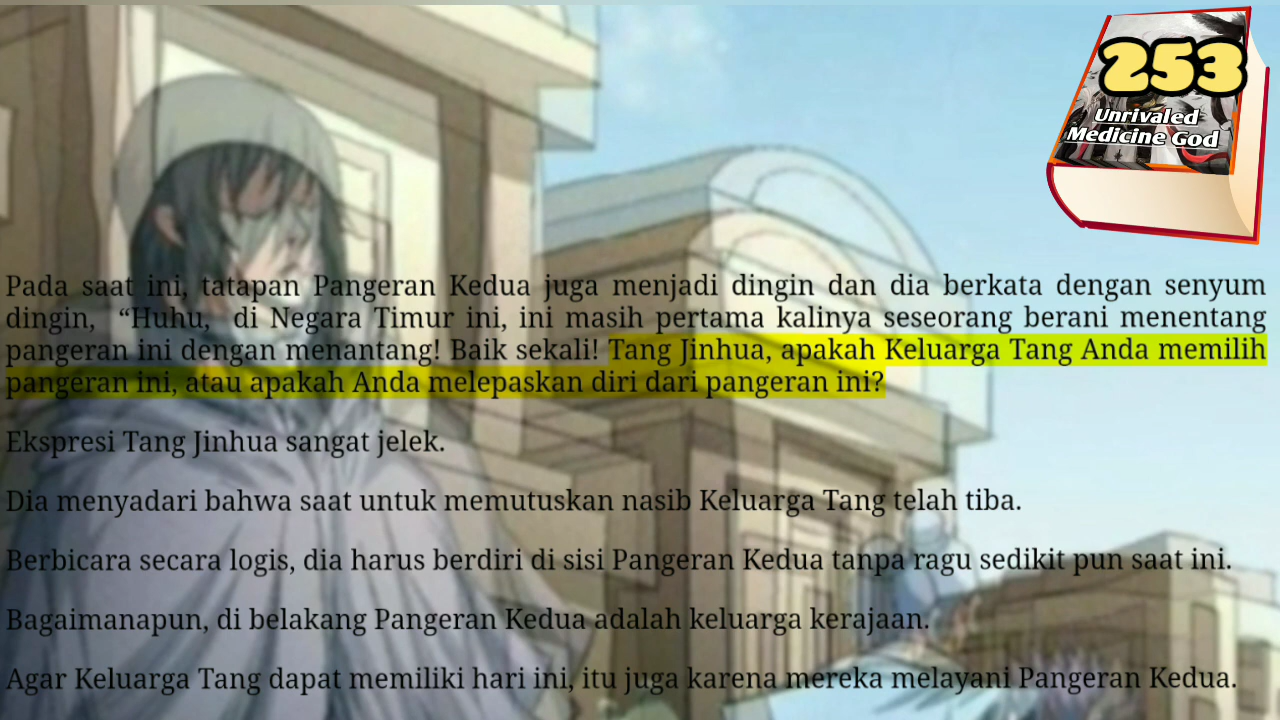 253
Unrivaled
Medicine God
Pada saat ini, tatapan Pangeran Kedua juga menjadi dingin dan dia berkata dengan senyum
dingin, “Huhu, di Negara Timur ini, ini masih pertama kalinya seseorang berani menentang
pangeran ini dengan menantang! Baik sekali! Tang Jinhua, apakah Keluarga Tang Anda memilih
pangeran ini, atau apakah Anda melepaskan diri dari pangeran ini?
Ekspresi Tang Jinhua sangat jelek.
Dia menyadari bahwa saat untuk memutuskan nasib Keluarga Tang telah tiba.
Berbicara secara logis, dia harus berdiri di sisi Pangeran Kedua tanpa ragu sedikit pun saat ini.
Bagaimanapun, di belakang Pangeran Kedua adalah keluarga kerajaan.
Agar Keluarga Tang dapat memiliki hari ini, itu juga karena mereka melayani Pangeran Kedua.